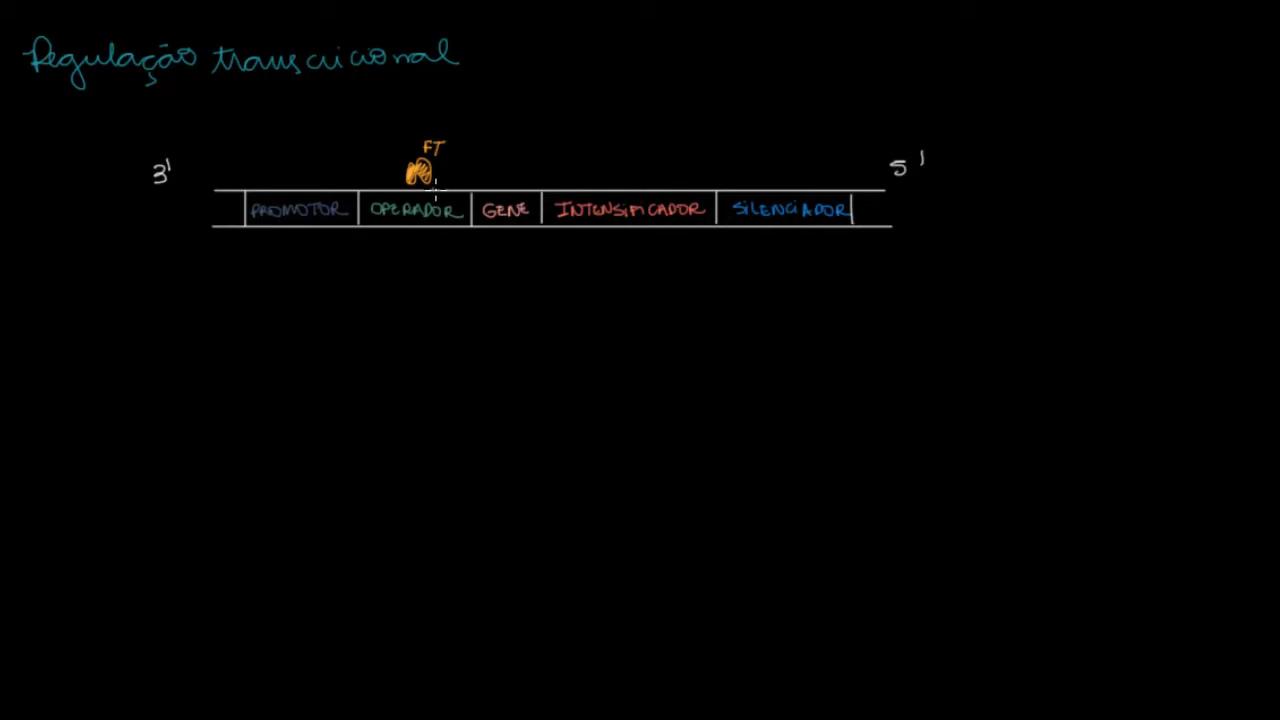 Regulação transcricional
FT
3' 5'
PROMOTOR OPERADOR GENE INTENSIFICADOR SILENCIADOR